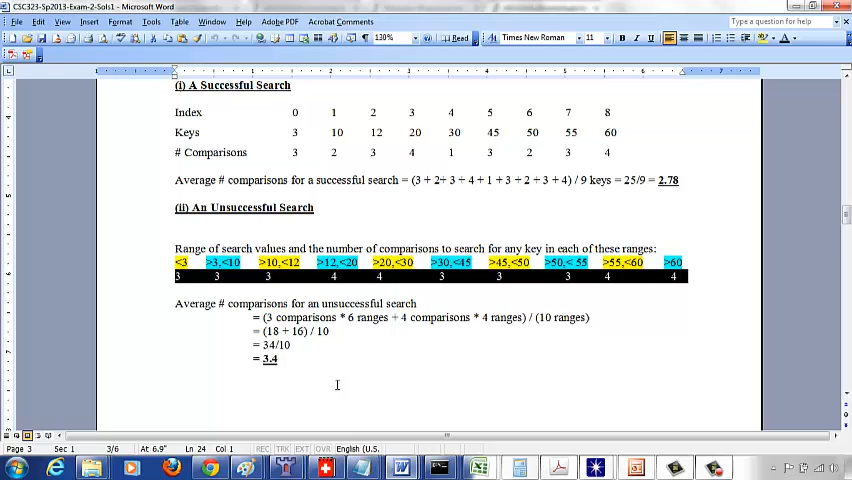 CSC323-Sp2013-Exam-2-Sols1 - Microsoft Word
File Edit View Insert Format Tools Table Window Help Adobe PDF Acrobat Comments
Type a question for help
130% Read Times New Roman 11 B I U
(i) A Successful Search
Index 0 1 2 3 4 5 6 7 8
Keys 3 10 12 20 30 45 50 55 60
# Comparisons 3 2 3 4 1 3 2 3 4
Average # comparisons for a successful search = (3 + 2+ 3 + 4 + 1 + 3 + 2 + 3 + 4) / 9 keys = 25/9 = 2.78
(ii) An Unsuccessful Search
Range of search values and the number of comparisons to search for any key in each of these ranges:
<3 >3,<10 >10,<12 >12,<20 >20,<30 >30,<45 >45,<50 >50,< 55 >55,<60 >60
3 3 3 4 4 3 3 3 4 4
Average # comparisons for an unsuccessful search
= (3 comparisons * 6 ranges + 4 comparisons * 4 ranges) / (10 ranges)
= (18 + 16) / 10
= 34/10
= 3.4
Page 3 Sec 1 3/6 At 6.9" Ln 24 Col 1 REC TRK EXT OVR English (U.S.